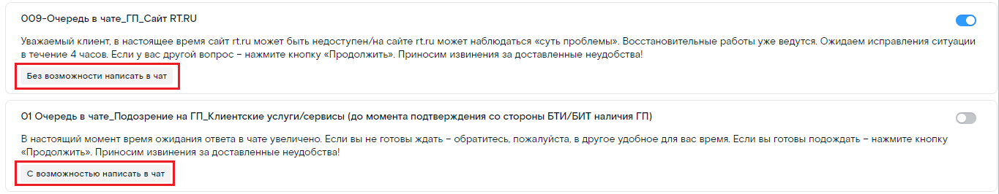 009-Очередь в чате_ГП_Сайт RT.RU
Уважаемый клиент, в настоящее время сайт rt.ru может быть недоступен/на сайте rt.ru может наблюдаться «суть проблемы». Восстановительные работы уже ведутся. Ожидаем исправления ситуации
в течение 4 часов. Если у вас другой вопрос – нажмите кнопку «Продолжить». Приносим извинения за доставленные неудобства!
Без возможности написать в чат
01 Очередь в чате_Подозрение на ГП_Клиентские услуги/сервисы (до момента подтверждения со стороны БТИ/БИТ наличия ГП)
В настоящий момент время ожидания ответа в чате увеличено. Если вы не готовы ждать – обратитесь, пожалуйста, в другое удобное для вас время. Если вы готовы подождать – нажмите кнопку
«Продолжить». Приносим извинения за доставленные неудобства!
С возможностью написать в чат